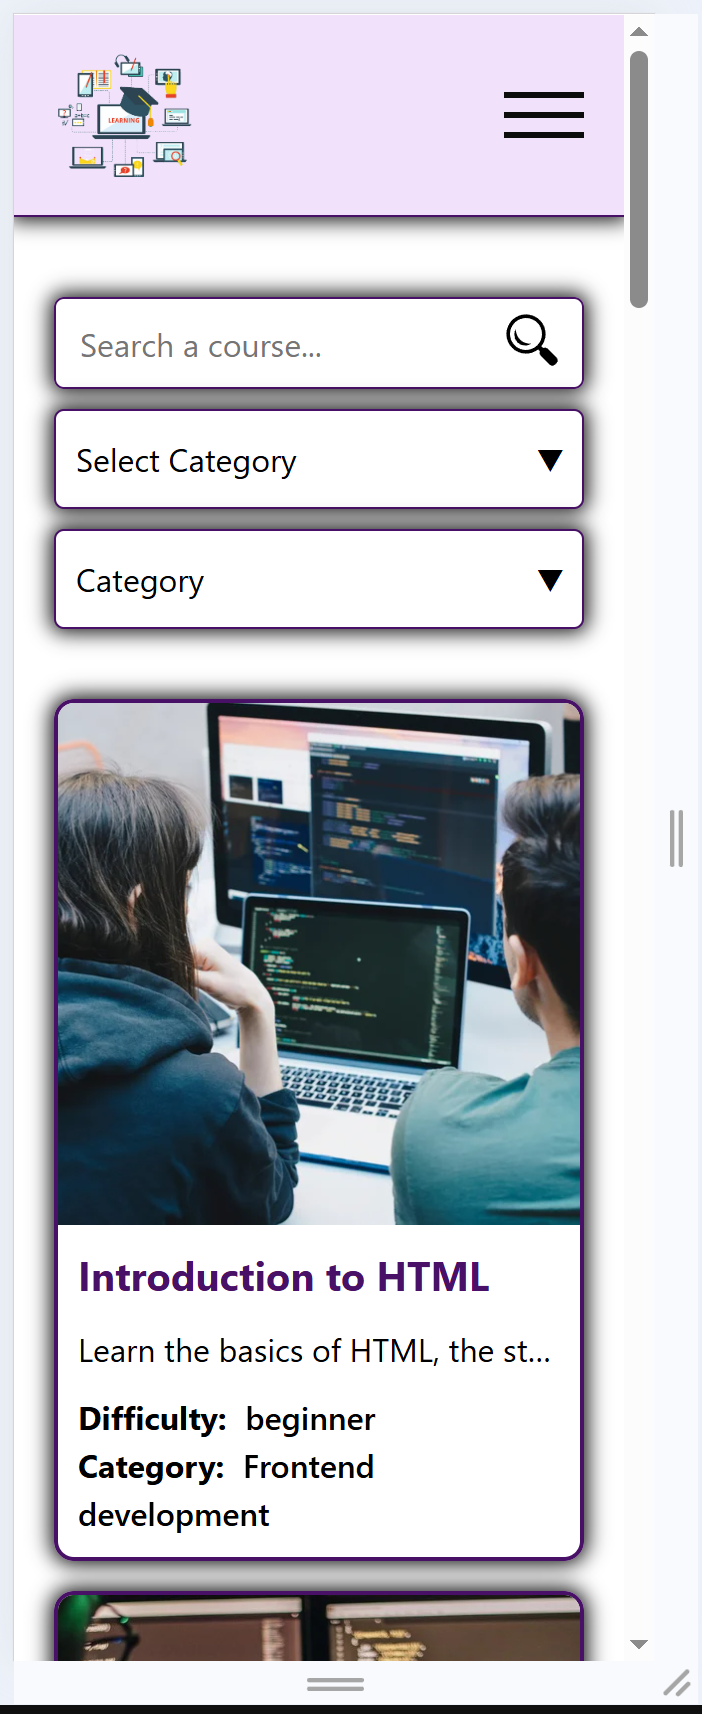 LEARNING
Search a course...
Select Category
▼
Category
▼
Introduction to HTML
Learn the basics of HTML, the st...
Difficulty: beginner
Category: Frontend
development